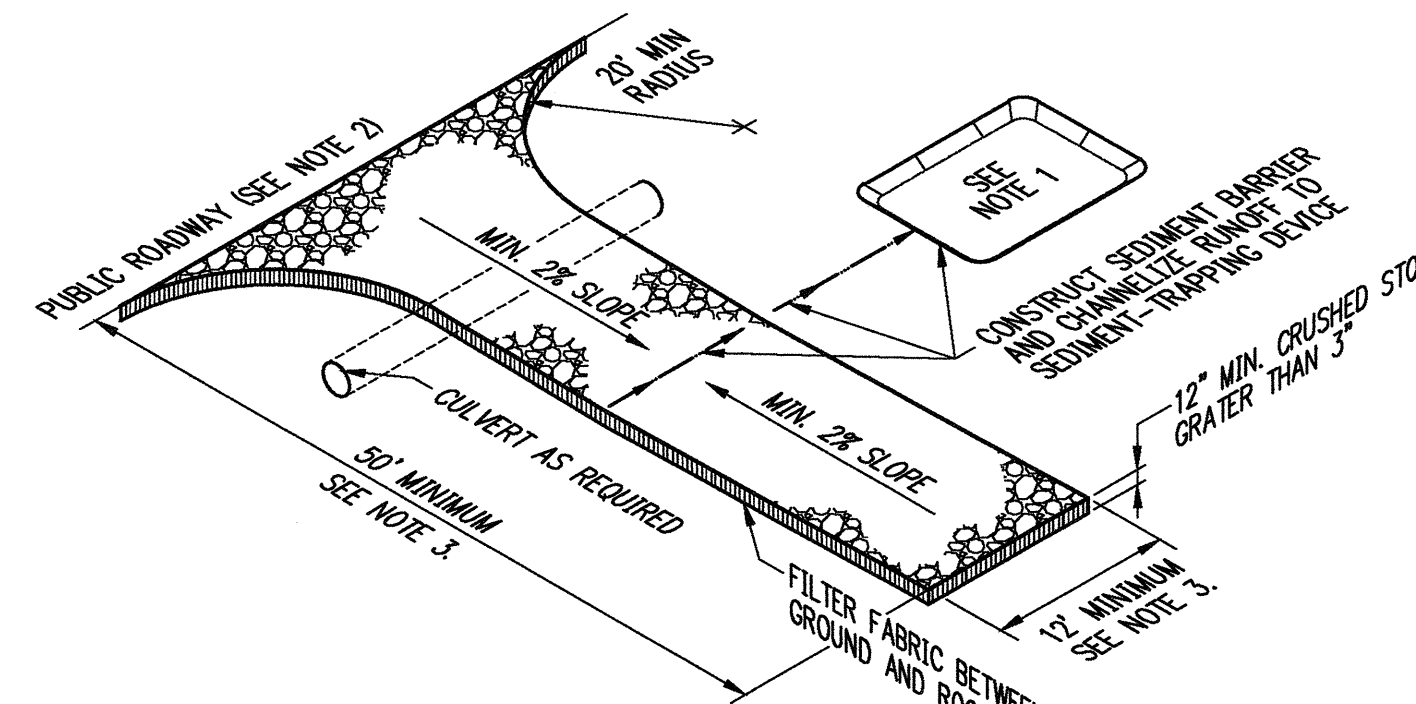 20' MIN
RADIUS
PUBLIC ROADWAY (SEE NOTE 2)
SEE
NOTE 1
MIN. 2% SLOPE
CONSTRUCT SEDIMENT BARRIER
AND CHANNELIZE RUNOFF TO
SEDIMENT-TRAPPING DEVICE
12" MIN. CRUSHED
GRATER THAN 3"
CULVERT AS REQUIRED
MIN. 2% SLOPE
50' MINIMUM
SEE NOTE 3.
FILTER FABRIC
GROUND AND
12' MINIMUM
SEE NOTE 3.